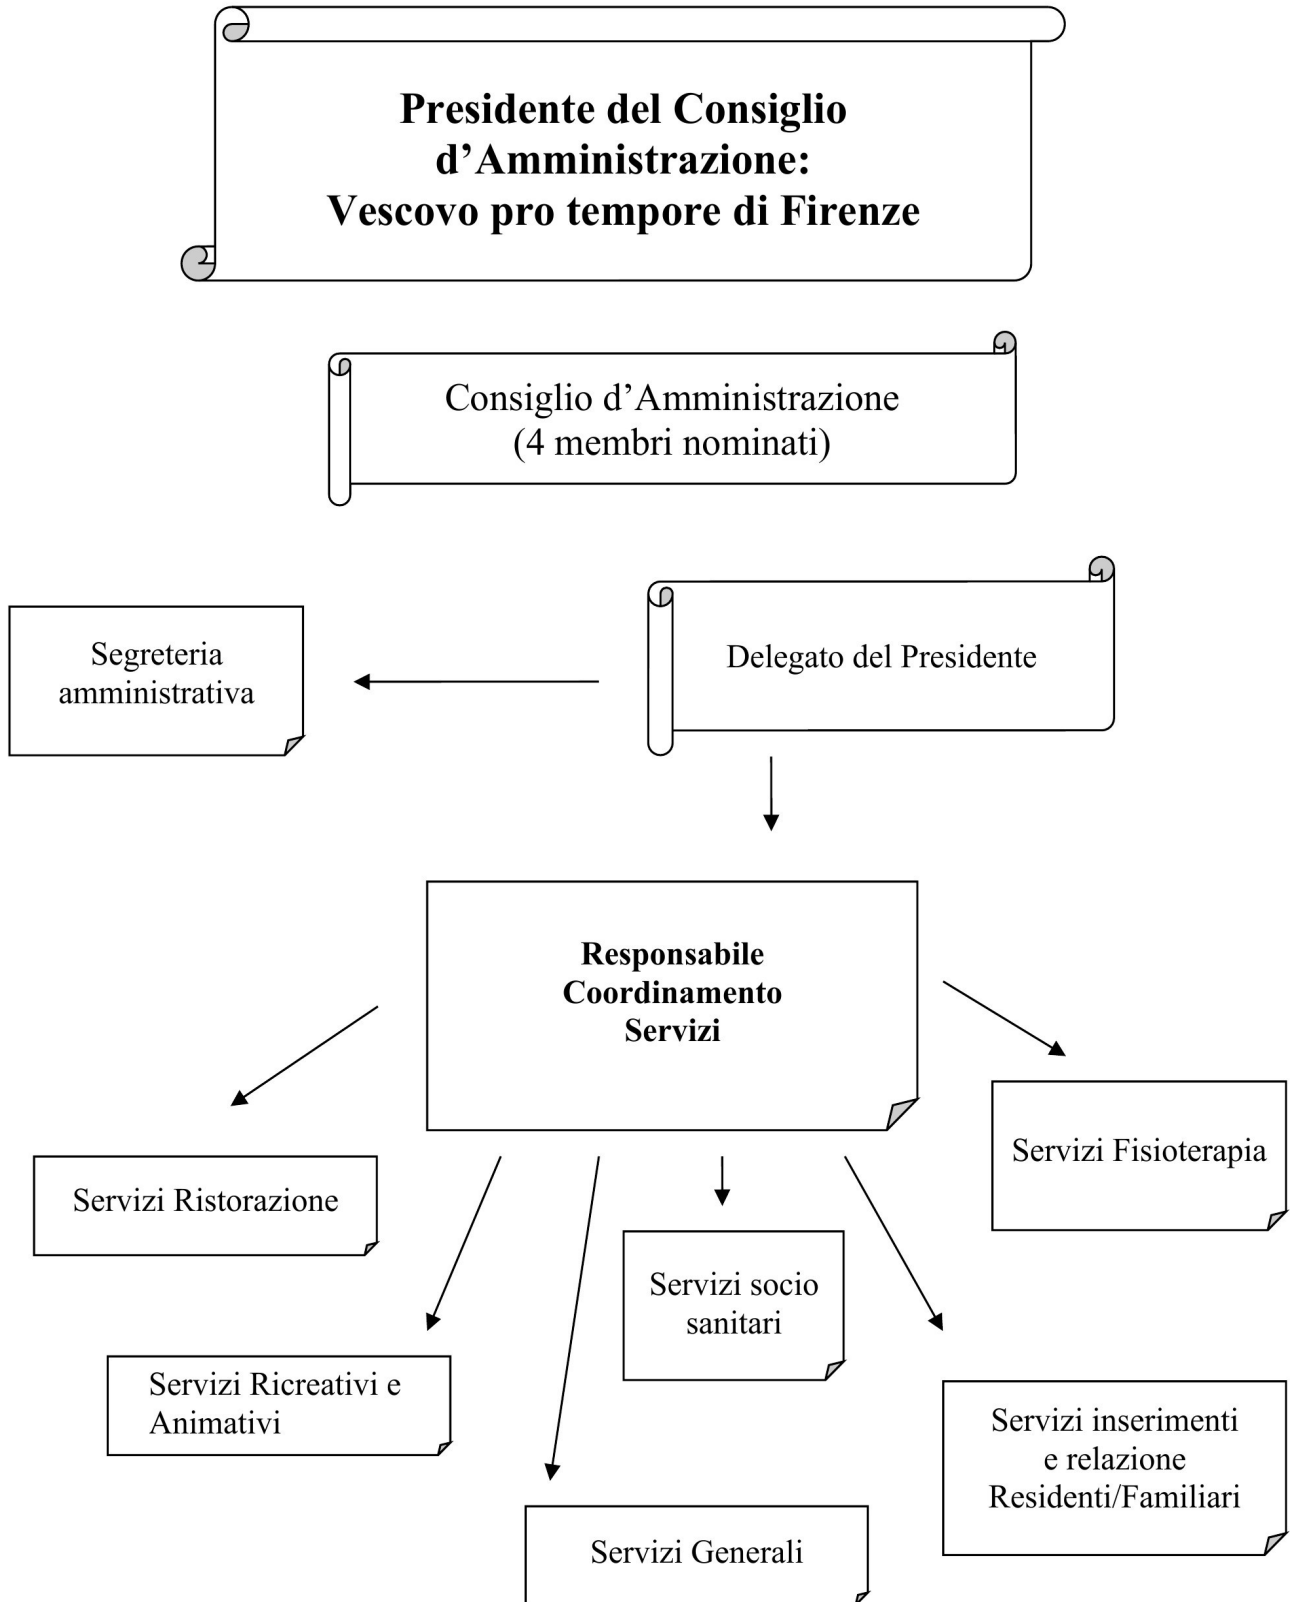 Presidente del Consiglio
d’Amministrazione:
Vescovo pro tempore di Firenze
Consiglio d’Amministrazione
(4 membri nominati)
Segreteria
amministrativa
Delegato del Presidente
Responsabile
Coordinamento
Servizi
Servizi Fisioterapia
Servizi Ristorazione
Servizi socio
sanitari
Servizi Ricreativi e
Animativi
Servizi inserimenti
e relazione
Residenti/Familiari
Servizi Generali